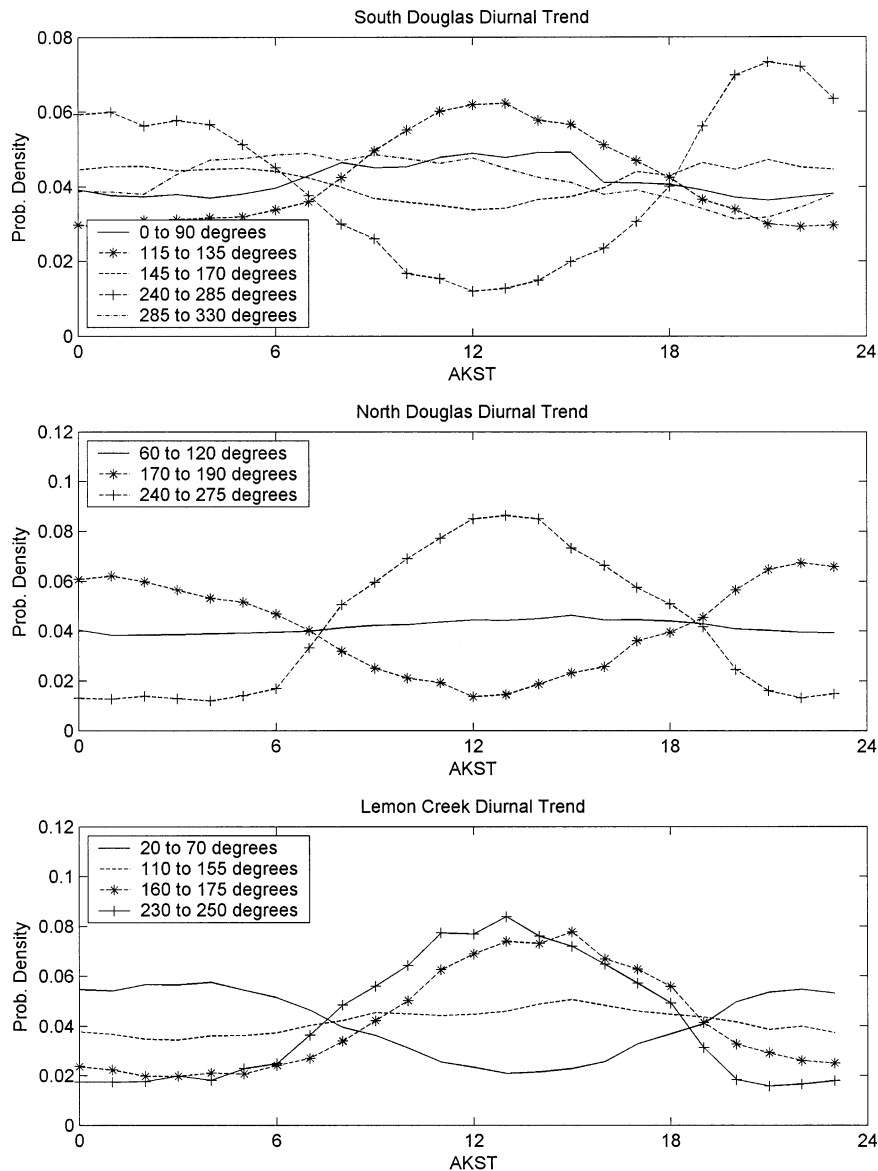 South Douglas Diurnal Trend
0.08
0.06
0.04
0.02
0
Prob. Density
0 to 90 degrees
115 to 135 degrees
145 to 170 degrees
240 to 285 degrees
285 to 330 degrees
0 6 12 18 24
AKST
North Douglas Diurnal Trend
0.12
0.1
0.08
0.06
0.04
0.02
0
Prob. Density
60 to 120 degrees
170 to 190 degrees
240 to 275 degrees
0 6 12 18 24
AKST
Lemon Creek Diurnal Trend
0.12
0.1
0.08
0.06
0.04
0.02
0
Prob. Density
20 to 70 degrees
110 to 155 degrees
160 to 175 degrees
230 to 250 degrees
0 6 12 18 24
AKST